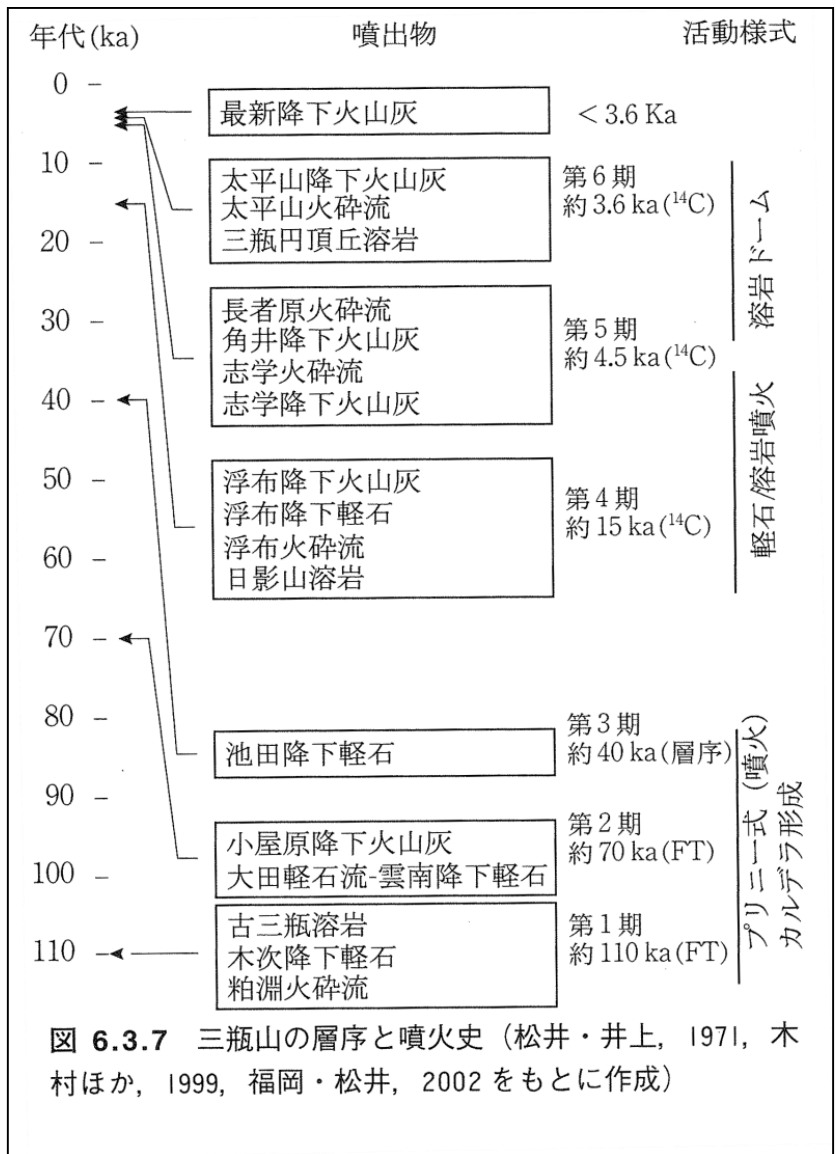 年代(ka) 噴出物 活動様式
0
最新降下火山灰 < 3.6 Ka
10
太平山降下火山灰 第6期
太平山火砕流 約3.6 ka(¹⁴C)
20
三瓶円頂丘溶岩
溶岩ドーム
30
長者原火砕流
角井降下火山灰 第5期
志学火砕流 約4.5 ka(¹⁴C)
40
志学降下火山灰
軽石/溶岩噴火
50
浮布降下火山灰 第4期
浮布降下軽石 約15 ka(¹⁴C)
60
浮布火砕流
日影山溶岩
70
80
第3期
池田降下軽石 約40 ka(層序)
90
小屋原降下火山灰 第2期
約70 ka(FT)
100
大田軽石流-雲南降下軽石
プリニー式(噴火)
カルデラ形成
古三瓶溶岩 第1期
110
木次降下軽石 約110 ka(FT)
粕淵火砕流
図 6.3.7 三瓶山の層序と噴火史(松井・井上, 1971, 木
村ほか, 1999, 福岡・松井, 2002 をもとに作成)